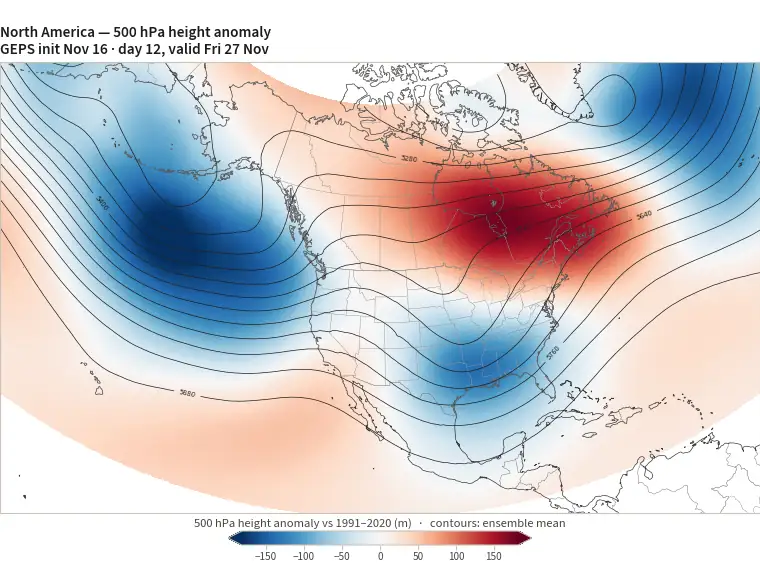 North America — 500 hPa height anomaly
GEPS init Nov 16 · day 12, valid Fri 27 Nov
5280
5400
5640
5760
5880
500 hPa height anomaly vs 1991–2020 (m) · contours: ensemble mean
−150 −100 −50 0 50 100 150